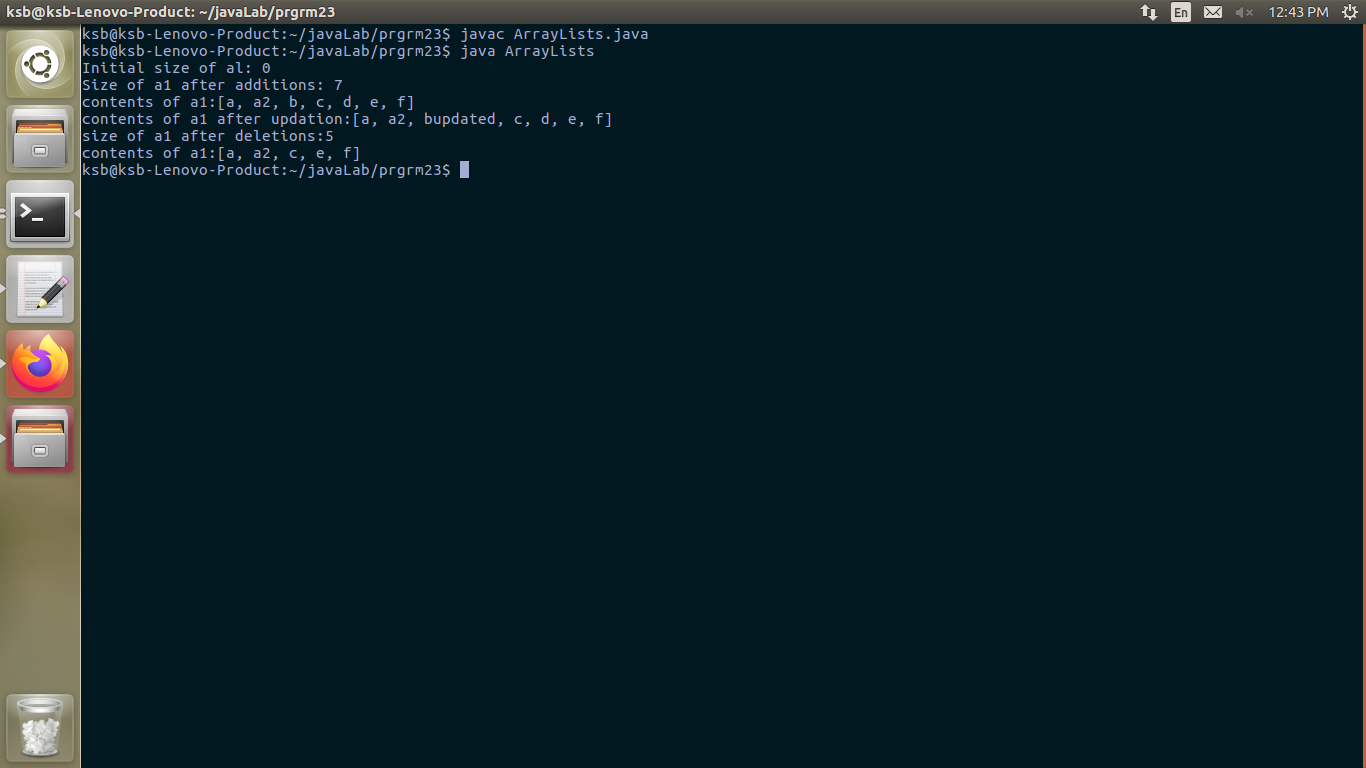 ksb@ksb-Lenovo-Product: ~/javaLab/prgrm23
En
12:43 PM
ksb@ksb-Lenovo-Product:~/javaLab/prgrm23$ javac ArrayLists.java
ksb@ksb-Lenovo-Product:~/javaLab/prgrm23$ java ArrayLists
Initial size of al: 0
Size of a1 after additions: 7
contents of a1:[a, a2, b, c, d, e, f]
contents of a1 after updation:[a, a2, bupdated, c, d, e, f]
size of a1 after deletions:5
contents of a1:[a, a2, c, e, f]
ksb@ksb-Lenovo-Product:~/javaLab/prgrm23$